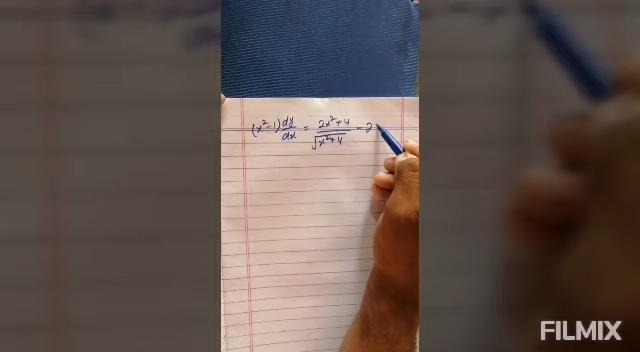 (x²-1) dy/dx = 2x²+4/√x²+4 - 2
FILMIX